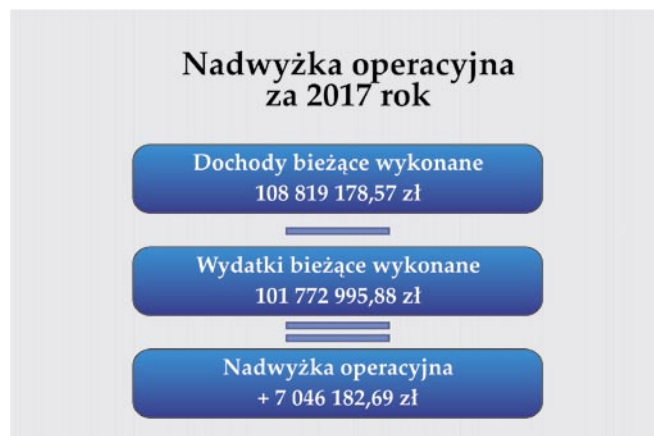 Nadwyżka operacyjna
za 2017 rok
Dochody bieżące wykonane
108 819 178,57 zł
Wydatki bieżące wykonane
101 772 995,88 zł
Nadwyżka operacyjna
+ 7 046 182,69 zł